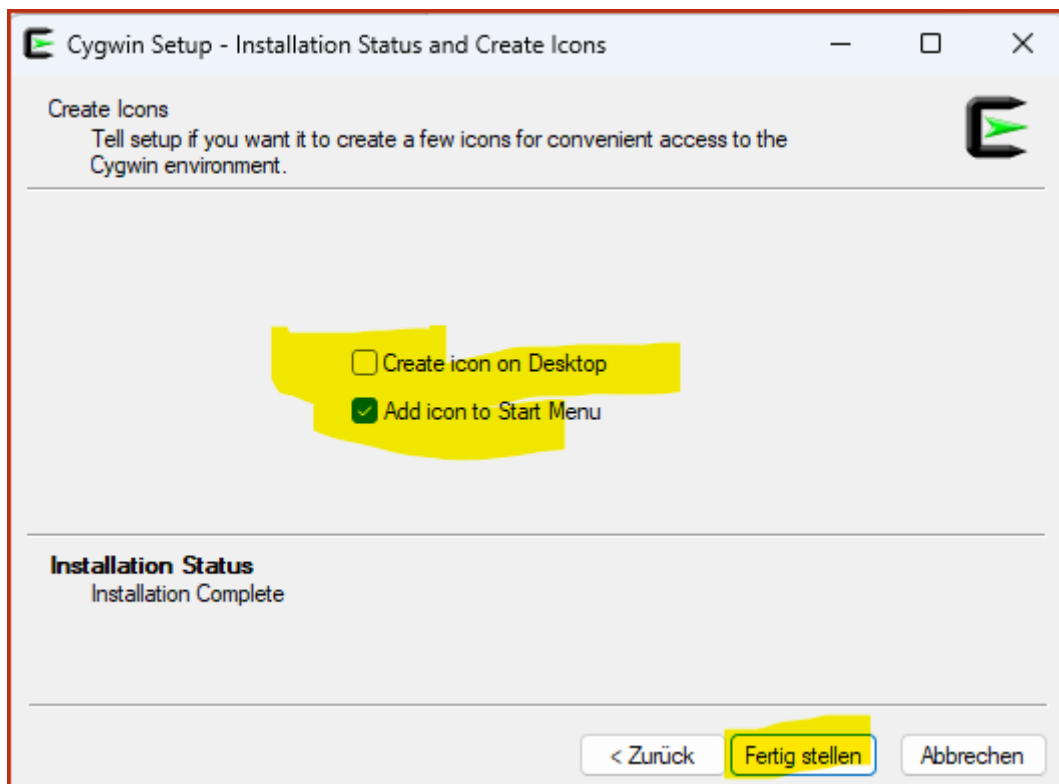 Cygwin Setup - Installation Status and Create Icons
Create Icons
Tell setup if you want it to create a few icons for convenient access to the
Cygwin environment.
Create icon on Desktop
Add icon to Start Menu
Installation Status
Installation Complete
< Zurück Fertig stellen Abbrechen